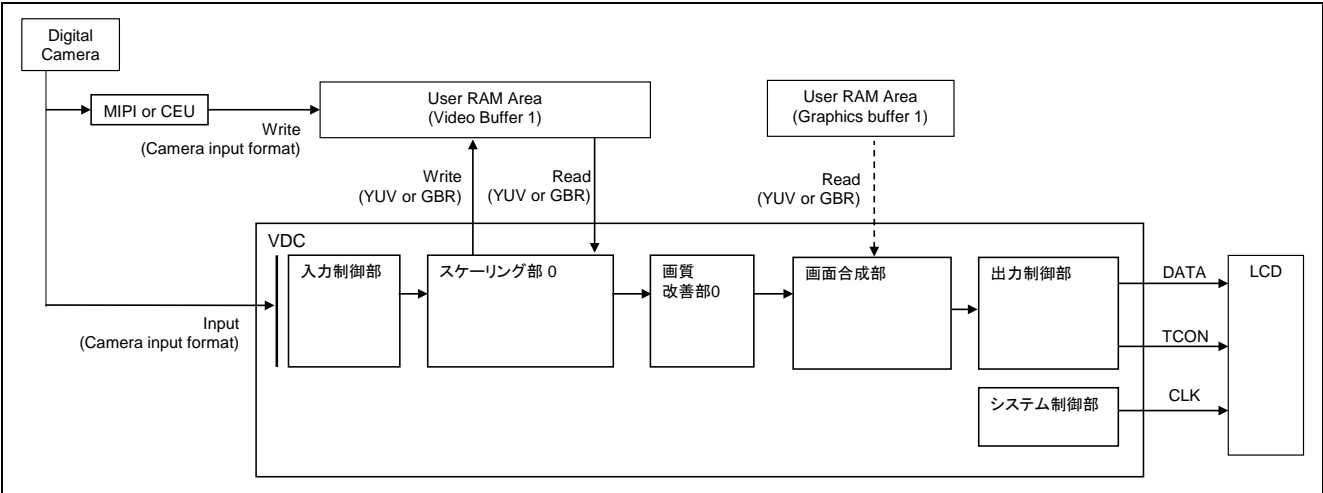 Digital
Camera
MIPI or CEU
Write
(Camera input format)
User RAM Area
(Video Buffer 1)
User RAM Area
(Graphics buffer 1)
Write
(YUV or GBR)
Read
(YUV or GBR)
Read
(YUV or GBR)
VDC
入力制御部
スケーリング部 0
画質
改善部0
画面合成部
出力制御部
システム制御部
Input
(Camera input format)
DATA
TCON
CLK
LCD